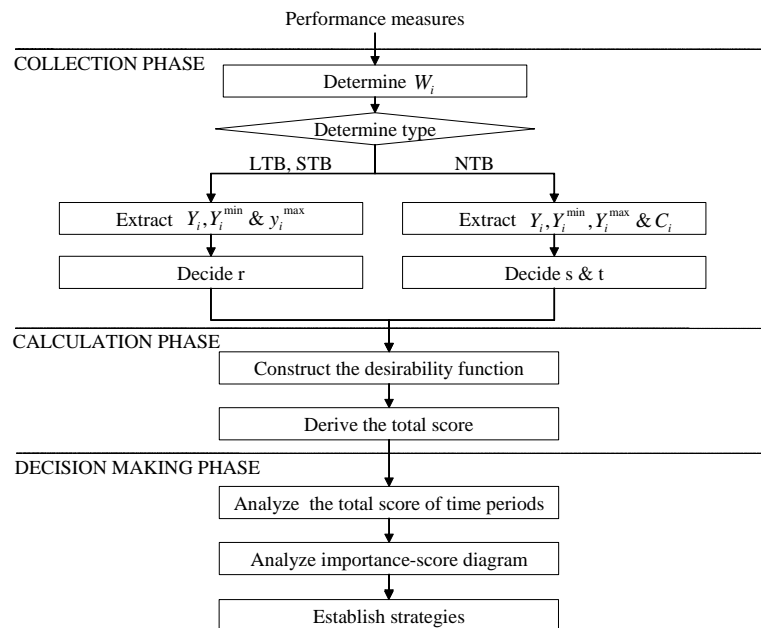 Performance measures
COLLECTION PHASE
Determine W_i
Determine type
LTB, STB
NTB
Extract Y_i, Y_i^min & y_i^max
Extract Y_i, Y_i^min, Y_i^max & C_i
Decide r
Decide s & t
CALCULATION PHASE
Construct the desirability function
Derive the total score
DECISION MAKING PHASE
Analyze the total score of time periods
Analyze importance-score diagram
Establish strategies